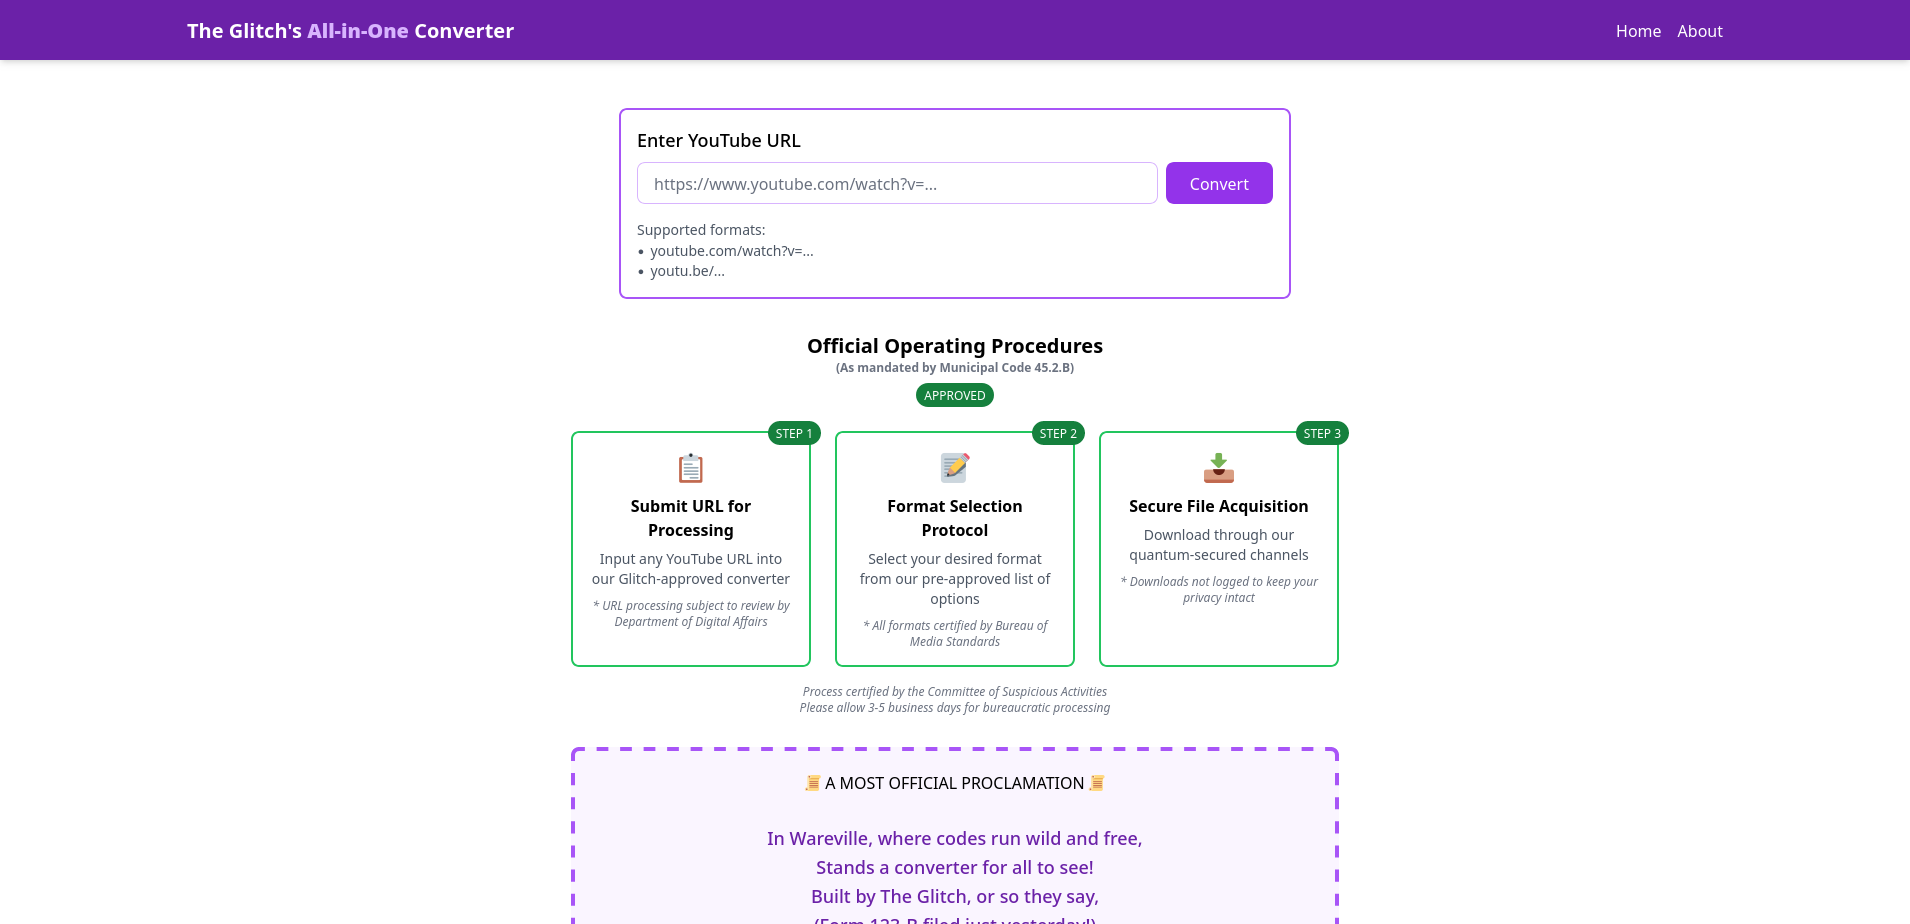 The Glitch's All-in-One Converter
Home
About
Enter YouTube URL
https://www.youtube.com/watch?v=...
Convert
Supported formats:
• youtube.com/watch?v=...
• youtu.be/...
Official Operating Procedures
(As mandated by Municipal Code 45.2.B)
APPROVED
STEP 1
Submit URL for
Processing
Input any YouTube URL into
our Glitch-approved converter
* URL processing subject to review by
Department of Digital Affairs
STEP 2
Format Selection
Protocol
Select your desired format
from our pre-approved list of
options
* All formats certified by Bureau of
Media Standards
STEP 3
Secure File Acquisition
Download through our
quantum-secured channels
* Downloads not logged to keep your
privacy intact
Process certified by the Committee of Suspicious Activities
Please allow 3-5 business days for bureaucratic processing
📜 A MOST OFFICIAL PROCLAMATION 📜
In Wareville, where codes run wild and free,
Stands a converter for all to see!
Built by The Glitch, or so they say,
(Form 123-B filed just yesterday!)